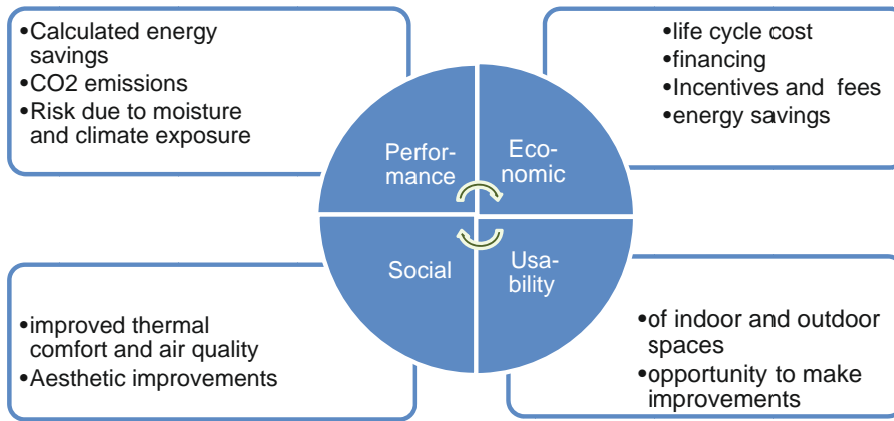 •Calculated energy
savings
•CO2 emissions
•Risk due to moisture
and climate exposure
•life cycle cost
•financing
•Incentives and fees
•energy savings
Perfor-
mance
Eco-
nomic
Social
Usa-
bility
•improved thermal
comfort and air quality
•Aesthetic improvements
•of indoor and outdoor
spaces
•opportunity to make
improvements